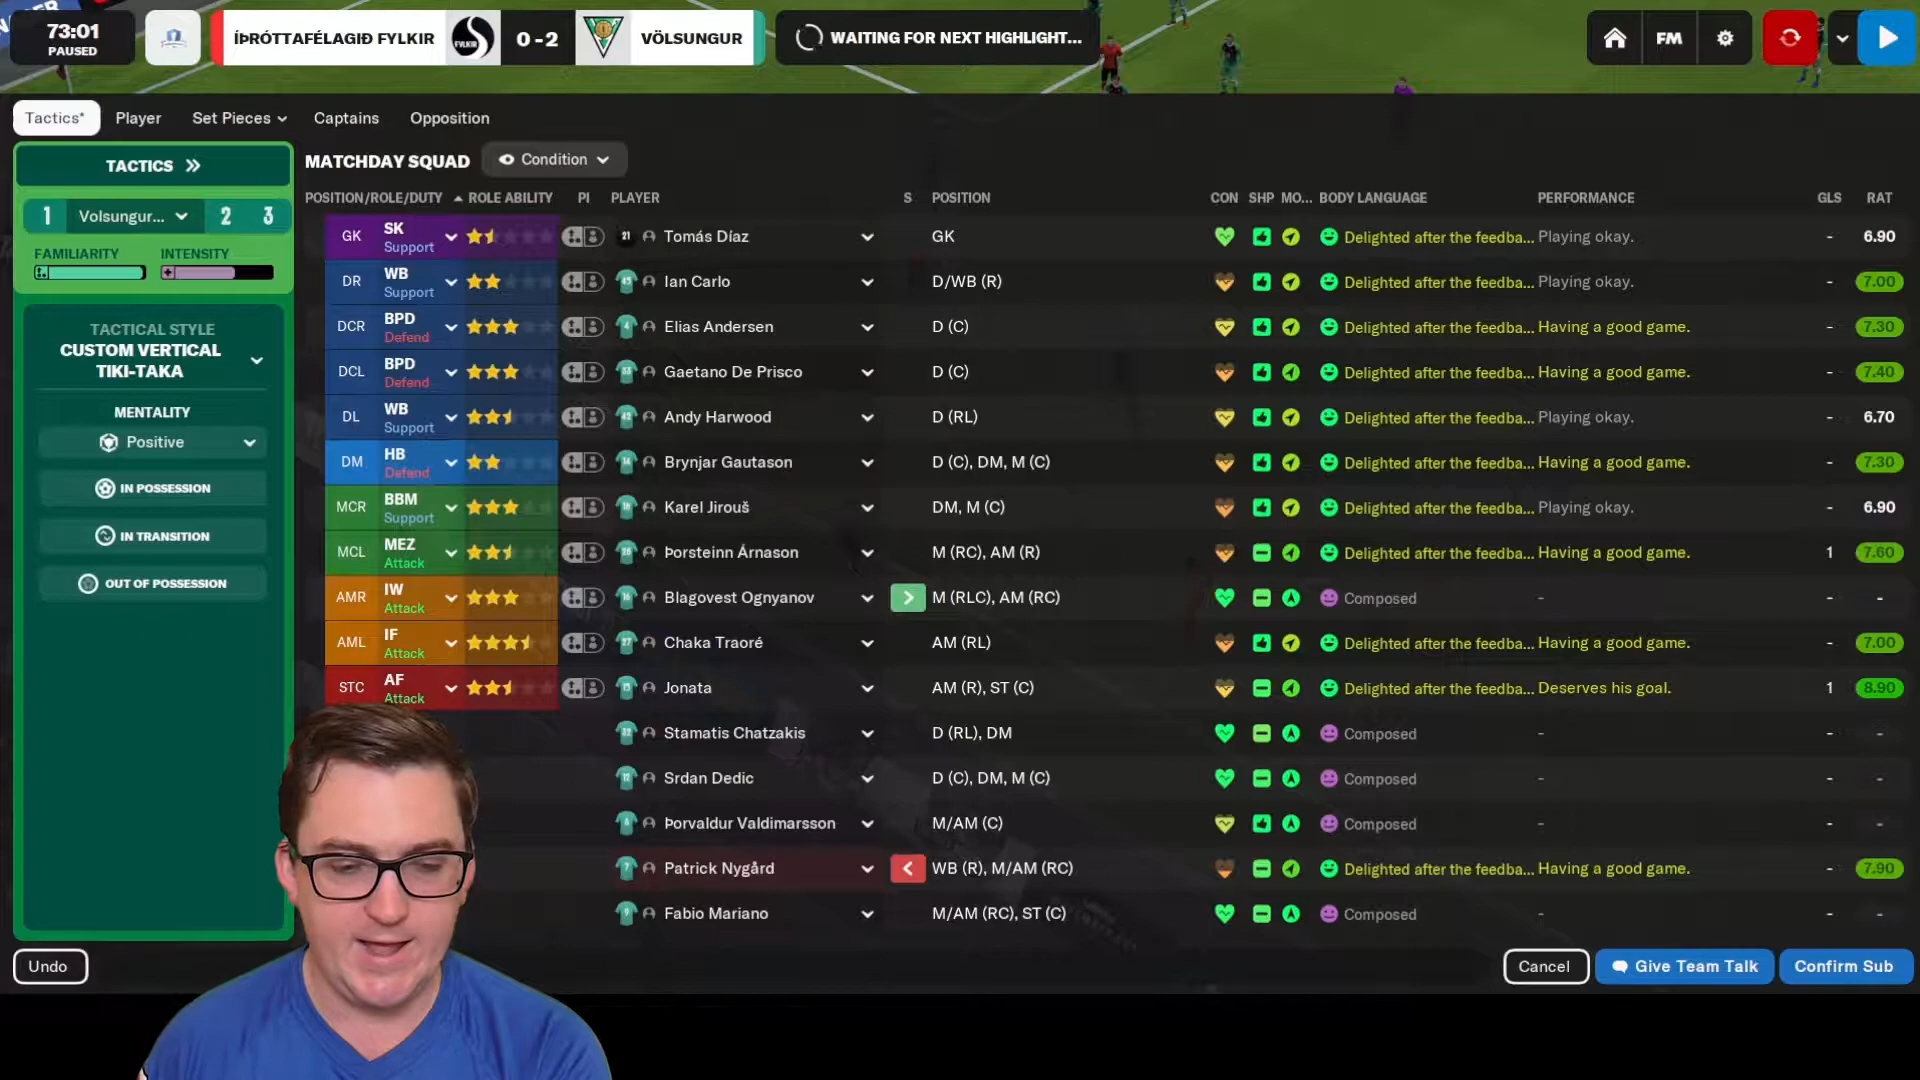 73:01
PAUSED
ÍÞRÓTTAFÉLAGIÐ FYLKIR
FYLKIR
0 - 2
VÖLSUNGUR
WAITING FOR NEXT HIGHLIGHT...
FM
Tactics*
Player
Set Pieces
Captains
Opposition
TACTICS
1 Volsungur... 2 3
FAMILIARITY INTENSITY
TACTICAL STYLE
CUSTOM VERTICAL
TIKI-TAKA
MENTALITY
Positive
IN POSSESSION
IN TRANSITION
OUT OF POSSESSION
MATCHDAY SQUAD
Condition
POSITION/ROLE/DUTY ROLE ABILITY PI PLAYER S POSITION CON SHP MO... BODY LANGUAGE PERFORMANCE GLS RAT
GK SK Support 21 Tomás Díaz GK Delighted after the feedba... Playing okay. - 6.90
DR WB Support Ian Carlo D/WB (R) Delighted after the feedba... Playing okay. - 7.00
DCR BPD Defend Elias Andersen D (C) Delighted after the feedba... Having a good game. - 7.30
DCL BPD Defend Gaetano De Prisco D (C) Delighted after the feedba... Having a good game. - 7.40
DL WB Support Andy Harwood D (RL) Delighted after the feedba... Playing okay. - 6.70
DM HB Defend Brynjar Gautason D (C), DM, M (C) Delighted after the feedba... Having a good game. - 7.30
MCR BBM Support Karel Jirouš DM, M (C) Delighted after the feedba... Playing okay. - 6.90
MCL MEZ Attack Þorsteinn Árnason M (RC), AM (R) Delighted after the feedba... Having a good game. 1 7.60
AMR IW Attack Blagovest Ognyanov M (RLC), AM (RC) Composed - - -
AML IF Attack Chaka Traoré AM (RL) Delighted after the feedba... Having a good game. - 7.00
STC AF Attack Jonata AM (R), ST (C) Delighted after the feedba... Deserves his goal. 1 8.90
Stamatis Chatzakis D (RL), DM Composed - - -
Srdan Dedic D (C), DM, M (C) Composed - - -
Þorvaldur Valdimarsson M/AM (C) Composed - - -
Patrick Nygård WB (R), M/AM (RC) Delighted after the feedba... Having a good game. - 7.90
Fabio Mariano M/AM (RC), ST (C) Composed - - -
Undo
Cancel
Give Team Talk
Confirm Sub